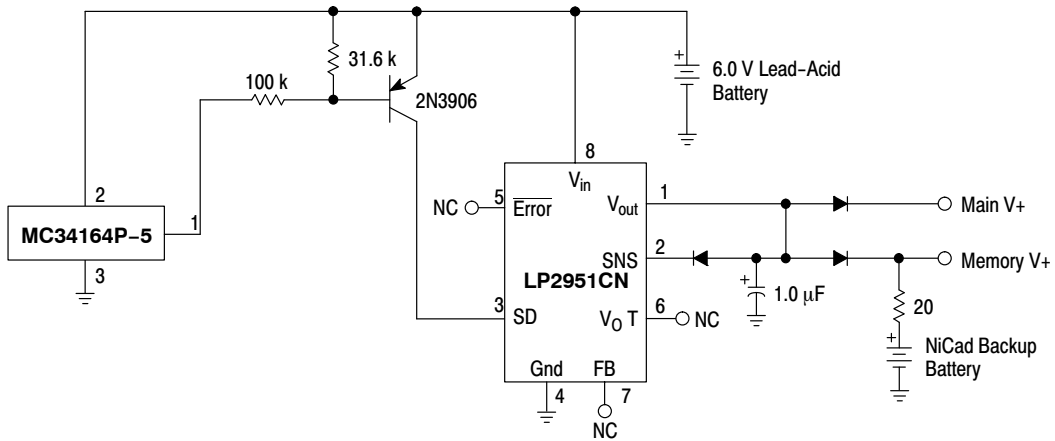 31.6 k
100 k
2N3906
+
6.0 V Lead-Acid
Battery
8
Vin
2
MC34164P-5
1
3
NC
5
Error
Vout
1
Main V+
SNS
2
LP2951CN
Memory V+
+
1.0 µF
3
SD
VO T
6
NC
20
+
NiCad Backup
Battery
Gnd
FB
4
7
NC